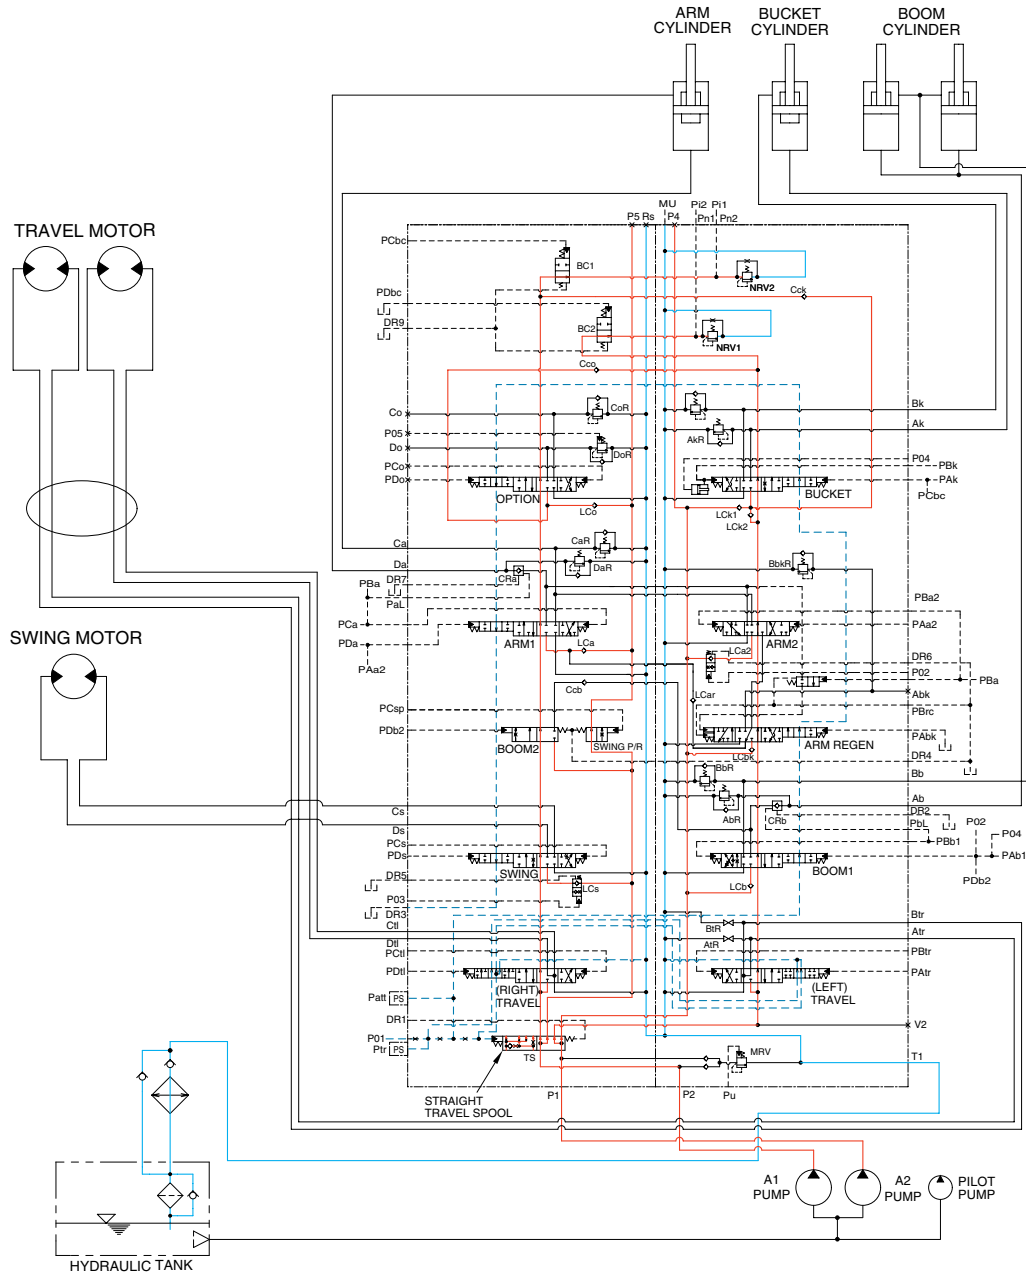 ARM
CYLINDER
BUCKET
CYLINDER
BOOM
CYLINDER
TRAVEL MOTOR
SWING MOTOR
P5 Rs
MU
P4
Pi2
Pi1
Pn1
Pn2
PCbc
BC1
NRV2
Cck
PDbc
DR9
BC2
NRV1
Cco
Co
CoR
Bk
P05
AkR
Ak
Do
DoR
P04
PCo
PBk
PDo
PAk
OPTION
BUCKET
PCbc
LCo
LCk1
LCk2
Ca
CaR
Da
DaR
BbkR
CRa
DR7
PBa
PaL
PBa2
PCa
PAa2
ARM1
ARM2
PDa
LCa
LCa2
PAa2
DR6
Ccb
P02
PBa
LCar
Abk
PCsp
PBrc
PDb2
PAbk
BOOM2
SWING P/R
ARM REGEN
LCbk
DR4
BbR
Bb
Cs
AbR
CRb
Ab
DR2
Ds
PbL
P02
P04
PCs
PBb1
PDs
PAb1
SWING
BOOM1
PDb2
DR5
LCs
LCb
P03
DR3
Btr
Ctl
BtR
Atr
Dtl
AtR
PCtl
PBtr
PDtl
PAtr
(RIGHT)
TRAVEL
(LEFT)
TRAVEL
Patt
PS
DR1
V2
P01
Ptr
PS
TS
MRV
T1
STRAIGHT
TRAVEL SPOOL
P1
P2
Pu
A1
PUMP
A2
PUMP
PILOT
PUMP
HYDRAULIC TANK